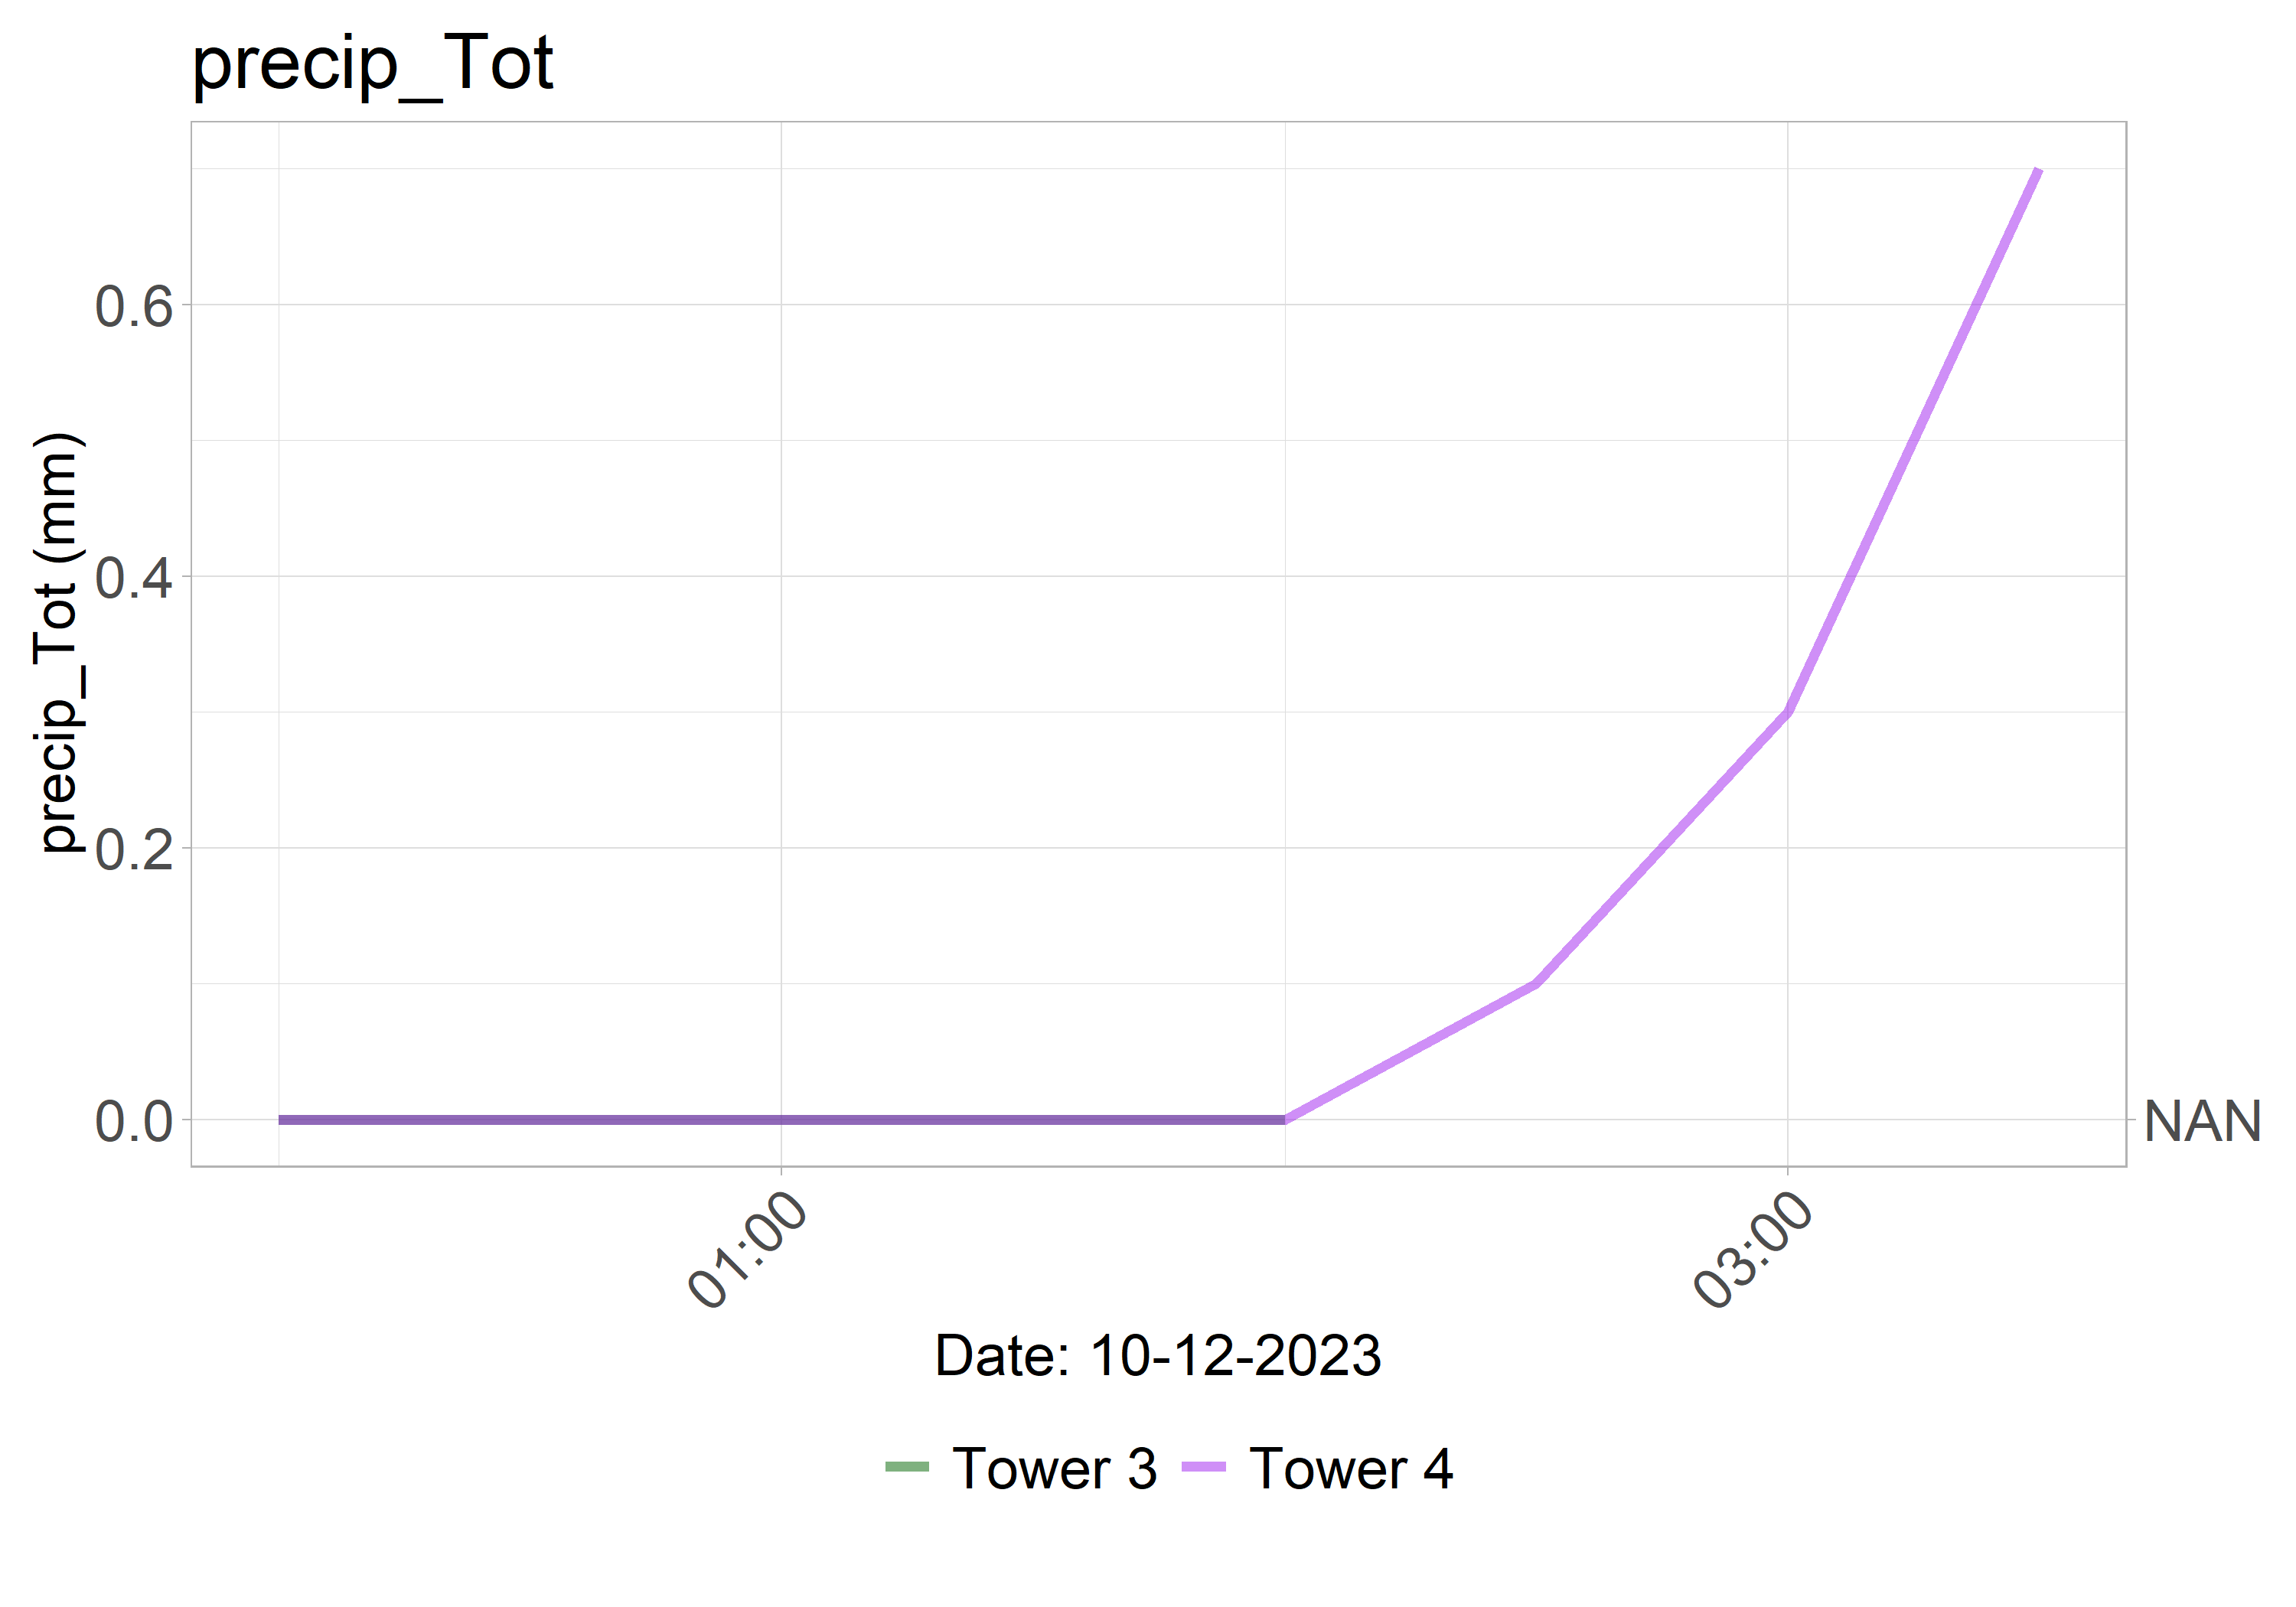 precip_Tot
precip_Tot (mm)
0.6
0.4
0.2
0.0
NAN
01:00
03:00
Date: 10-12-2023
Tower 3
Tower 4